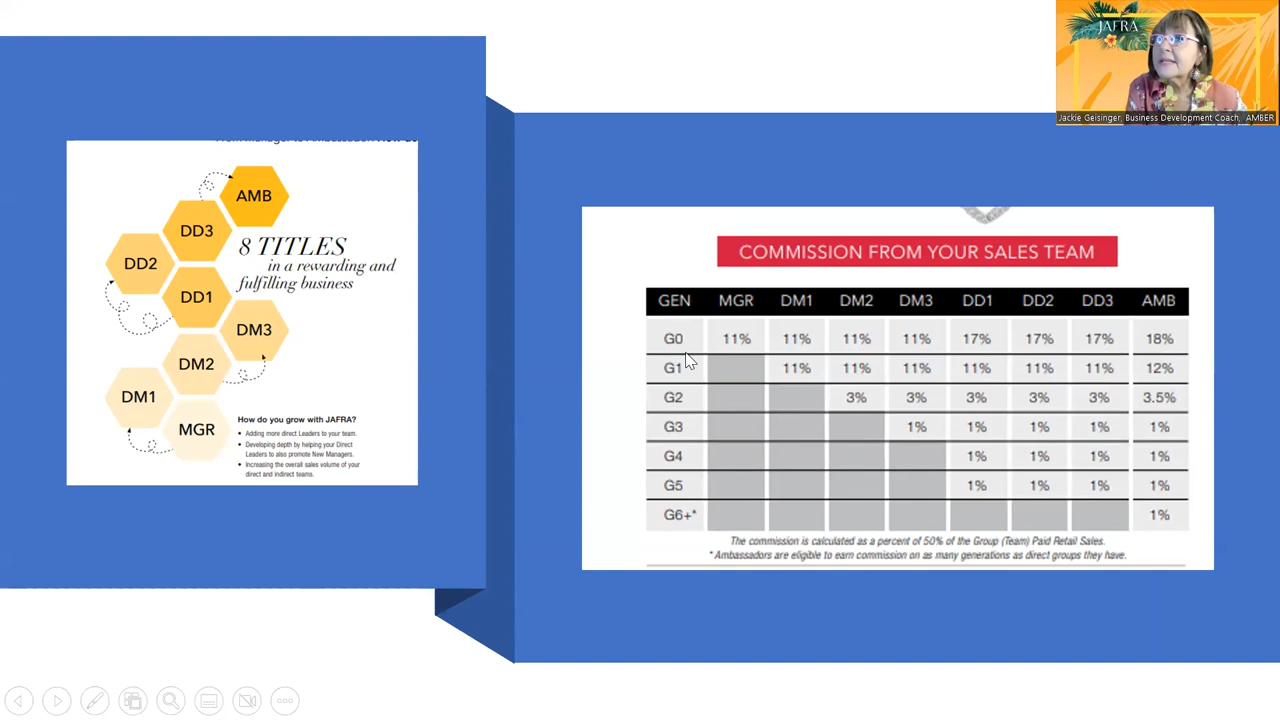 JAFRA
Jackie Geisinger, Business Development Coach, AMBER
AMB
DD3
DD2
DD1
DM3
DM2
DM1
MGR
8 TITLES
in a rewarding and
fulfilling business
How do you grow with JAFRA?
• Adding more direct Leaders to your team.
• Developing depth by helping your Direct
Leaders to also promote New Managers.
• Increasing the overall sales volume of your
direct and indirect teams.
COMMISSION FROM YOUR SALES TEAM
GEN MGR DM1 DM2 DM3 DD1 DD2 DD3 AMB
G0 11% 11% 11% 11% 17% 17% 17% 18%
G1 11% 11% 11% 11% 11% 11% 12%
G2 3% 3% 3% 3% 3% 3.5%
G3 1% 1% 1% 1% 1%
G4 1% 1% 1% 1%
G5 1% 1% 1% 1%
G6+* 1%
The commission is calculated as a percent of 50% of the Group (Team) Paid Retail Sales.
* Ambassadors are eligible to earn commission on as many generations as direct groups they have.